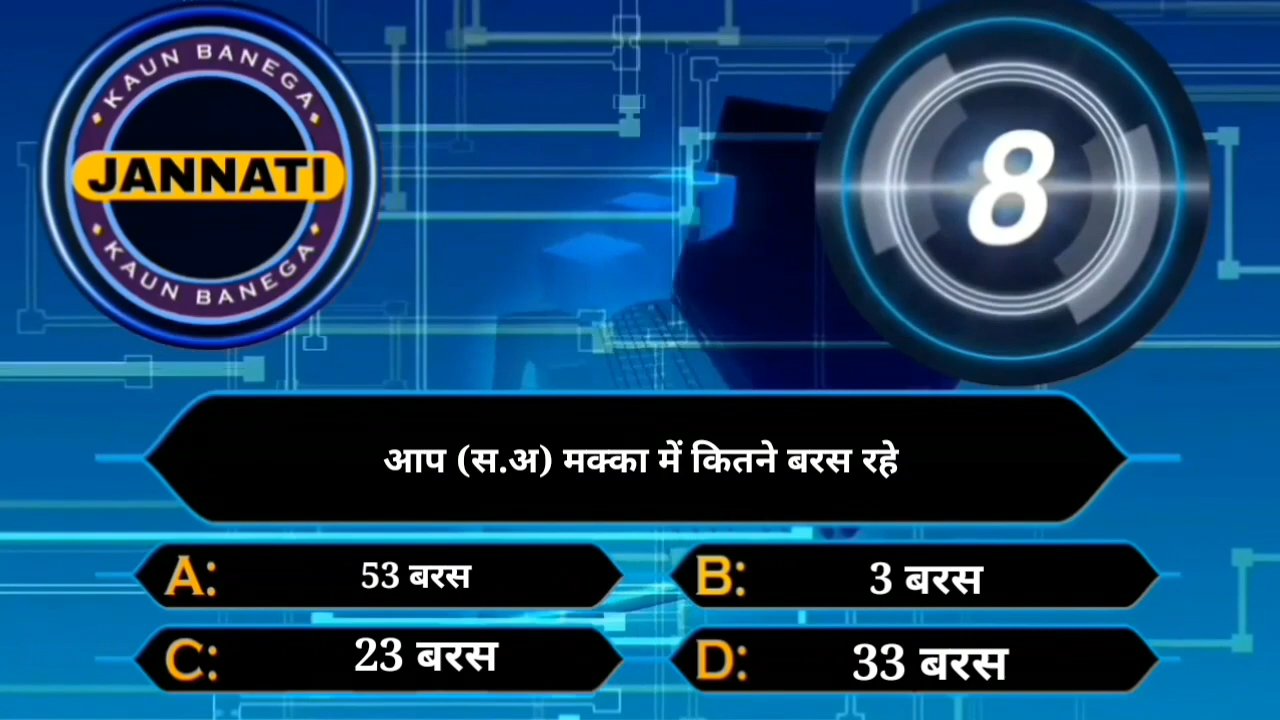 KAUN BANEGA
JANNATI
KAUN BANEGA
8
आप (स.अ) मक्का में कितने बरस रहे
A: 53 बरस
B: 3 बरस
C: 23 बरस
D: 33 बरस